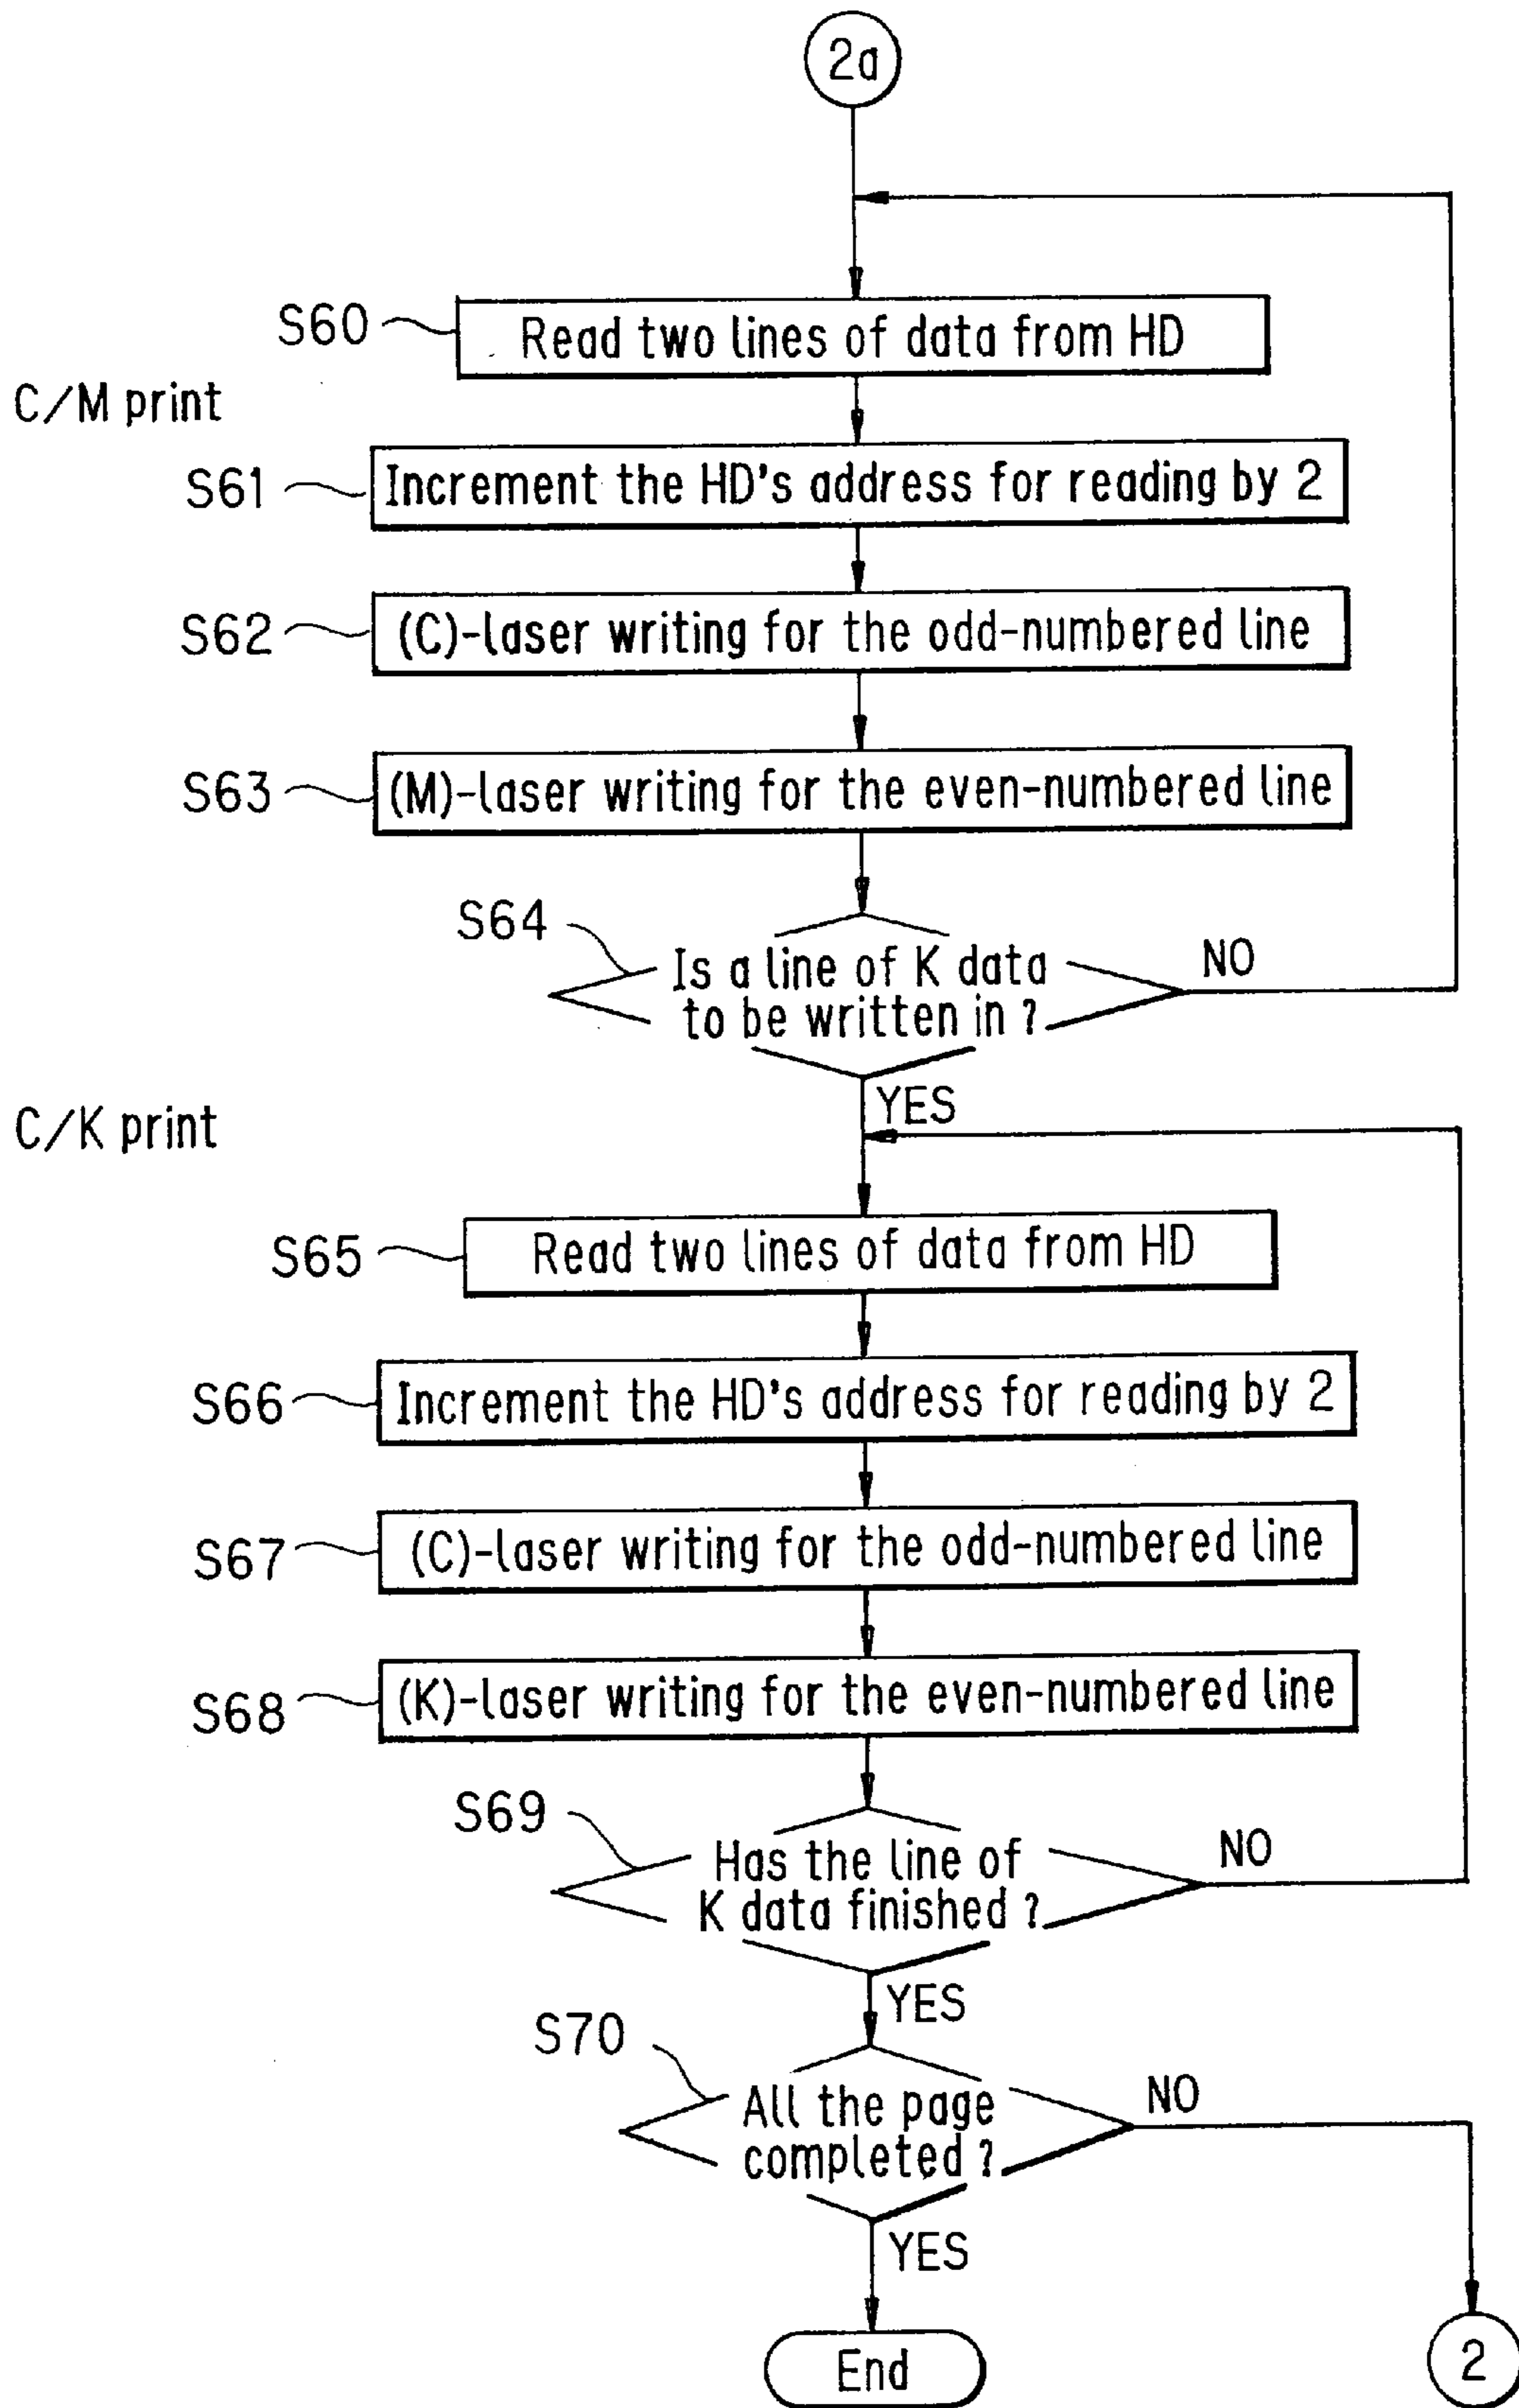 2a
S60
Read two lines of data from HD
C/M print
S61
Increment the HD's address for reading by 2
S62
(C)-laser writing for the odd-numbered line
S63
(M)-laser writing for the even-numbered line
S64
Is a line of K data
to be written in ?
NO
YES
C/K print
S65
Read two lines of data from HD
S66
Increment the HD's address for reading by 2
S67
(C)-laser writing for the odd-numbered line
S68
(K)-laser writing for the even-numbered line
S69
Has the line of
K data finished ?
NO
YES
S70
All the page
completed ?
NO
YES
End
2